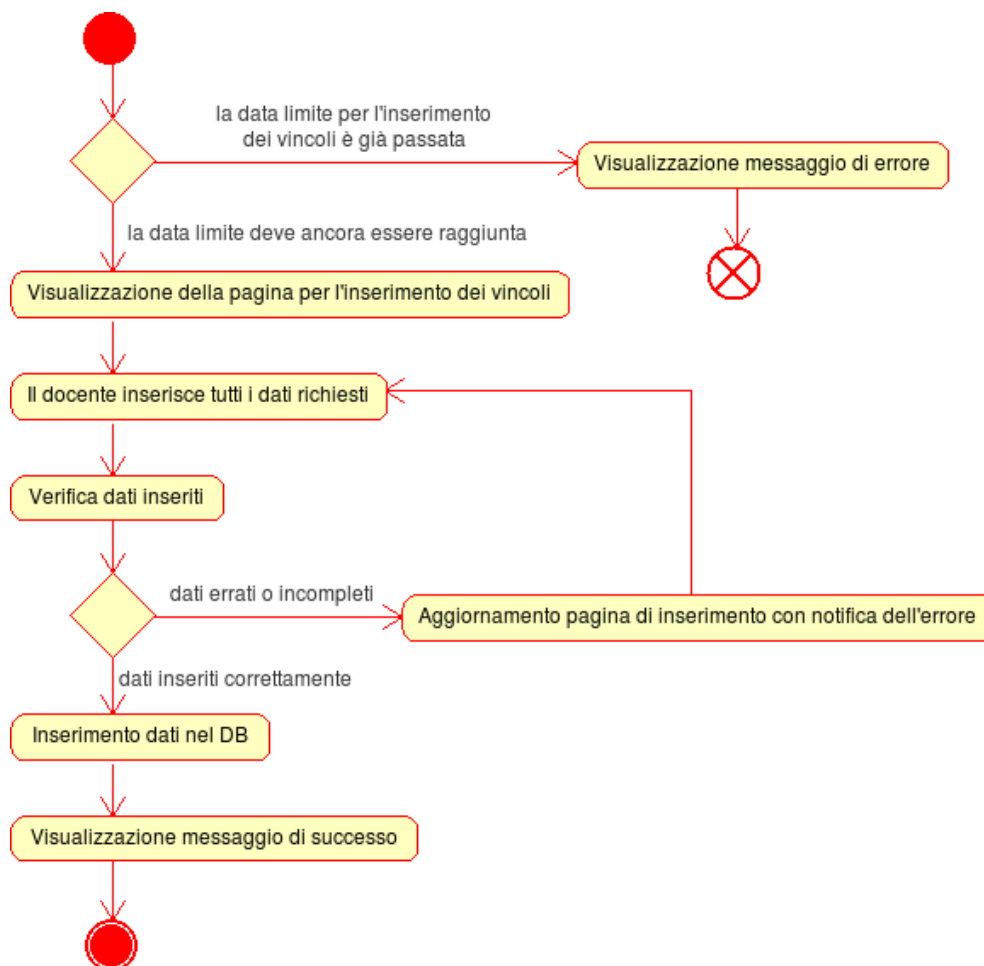 la data limite per l'inserimento
dei vincoli è già passata
Visualizzazione messaggio di errore
la data limite deve ancora essere raggiunta
Visualizzazione della pagina per l'inserimento dei vincoli
Il docente inserisce tutti i dati richiesti
Verifica dati inseriti
dati errati o incompleti
Aggiornamento pagina di inserimento con notifica dell'errore
dati inseriti correttamente
Inserimento dati nel DB
Visualizzazione messaggio di successo